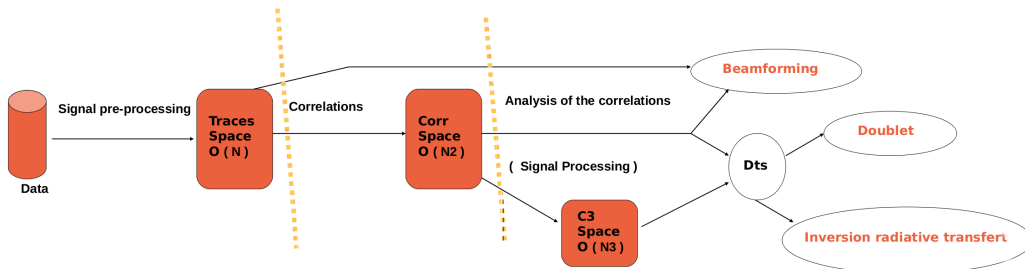 Beamforming
Signal pre-processing
Correlations
Analysis of the correlations
Traces
Space
O ( N )
Corr
Space
O ( N2 )
Doublet
( Signal Processing )
Dts
Data
C3
Space
O ( N3 )
Inversion radiative transfert